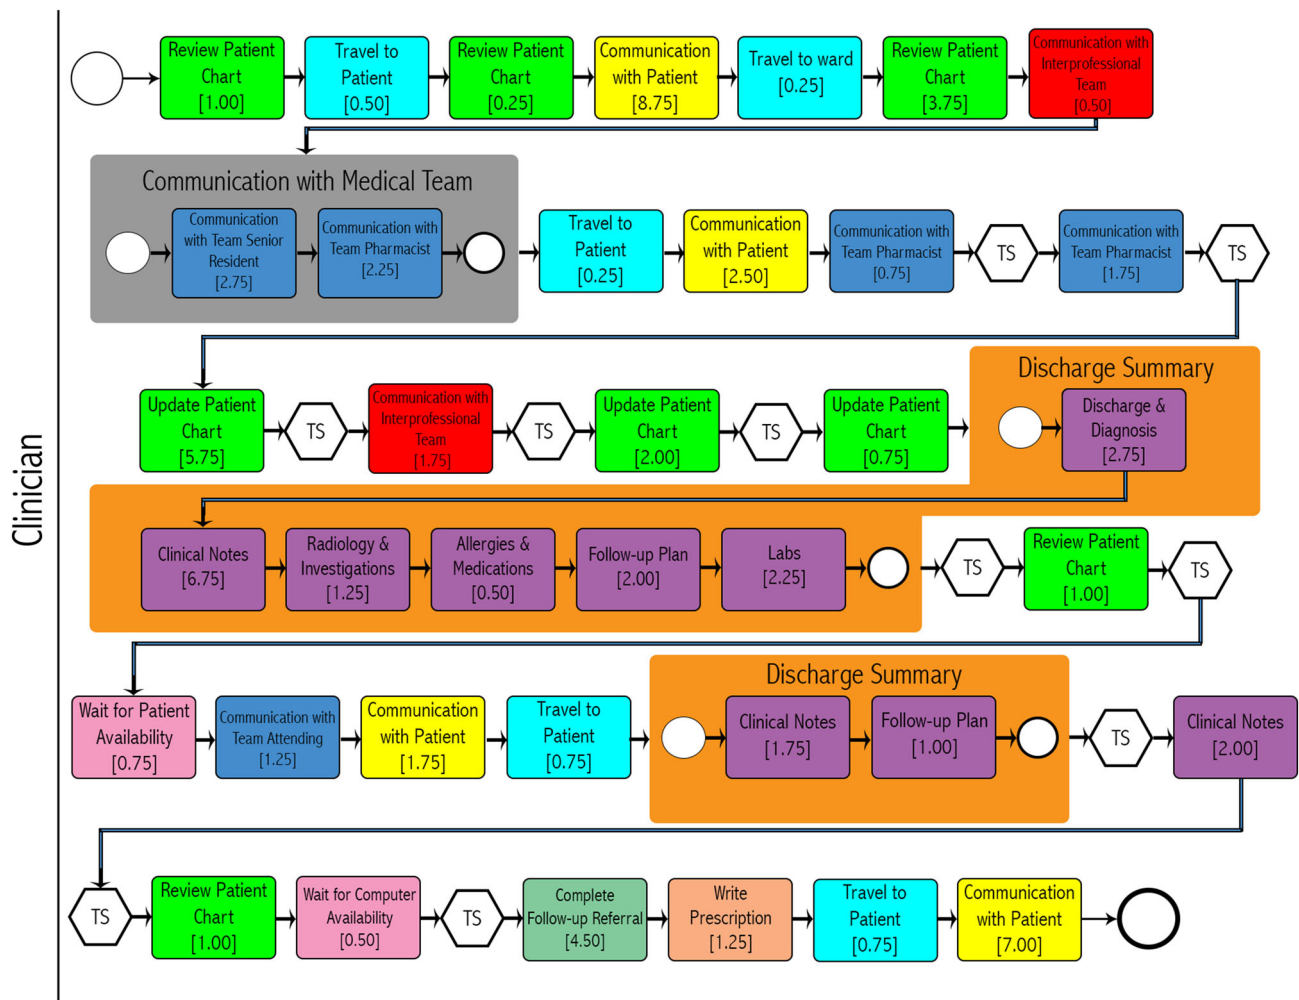 Clinician
Review Patient
Chart
[1.00]
Travel to
Patient
[0.50]
Review Patient
Chart
[0.25]
Communication
with Patient
[8.75]
Travel to ward
[0.25]
Review Patient
Chart
[3.75]
Communication with
Interprofessional
Team
[0.50]
Communication with Medical Team
Communication
with Team Senior
Resident
[2.75]
Communication with
Team Pharmacist
[2.25]
Travel to
Patient
[0.25]
Communication
with Patient
[2.50]
Communication with
Team Pharmacist
[0.75]
TS
Communication with
Team Pharmacist
[1.75]
TS
Update Patient
Chart
[5.75]
TS
Communication with
Interprofessional
Team
[1.75]
TS
Update Patient
Chart
[2.00]
TS
Update Patient
Chart
[0.75]
Discharge Summary
Discharge &
Diagnosis
[2.75]
Clinical Notes
[6.75]
Radiology &
Investigations
[1.25]
Allergies &
Medications
[0.50]
Follow-up Plan
[2.00]
Labs
[2.25]
TS
Review Patient
Chart
[1.00]
TS
Wait for Patient
Availability
[0.75]
Communication with
Team Attending
[1.25]
Communication
with Patient
[1.75]
Travel to
Patient
[0.75]
Discharge Summary
Clinical Notes
[1.75]
Follow-up Plan
[1.00]
TS
Clinical Notes
[2.00]
TS
Review Patient
Chart
[1.00]
Wait for Computer
Availability
[0.50]
TS
Complete
Follow-up Referral
[4.50]
Write
Prescription
[1.25]
Travel to
Patient
[0.75]
Communication
with Patient
[7.00]